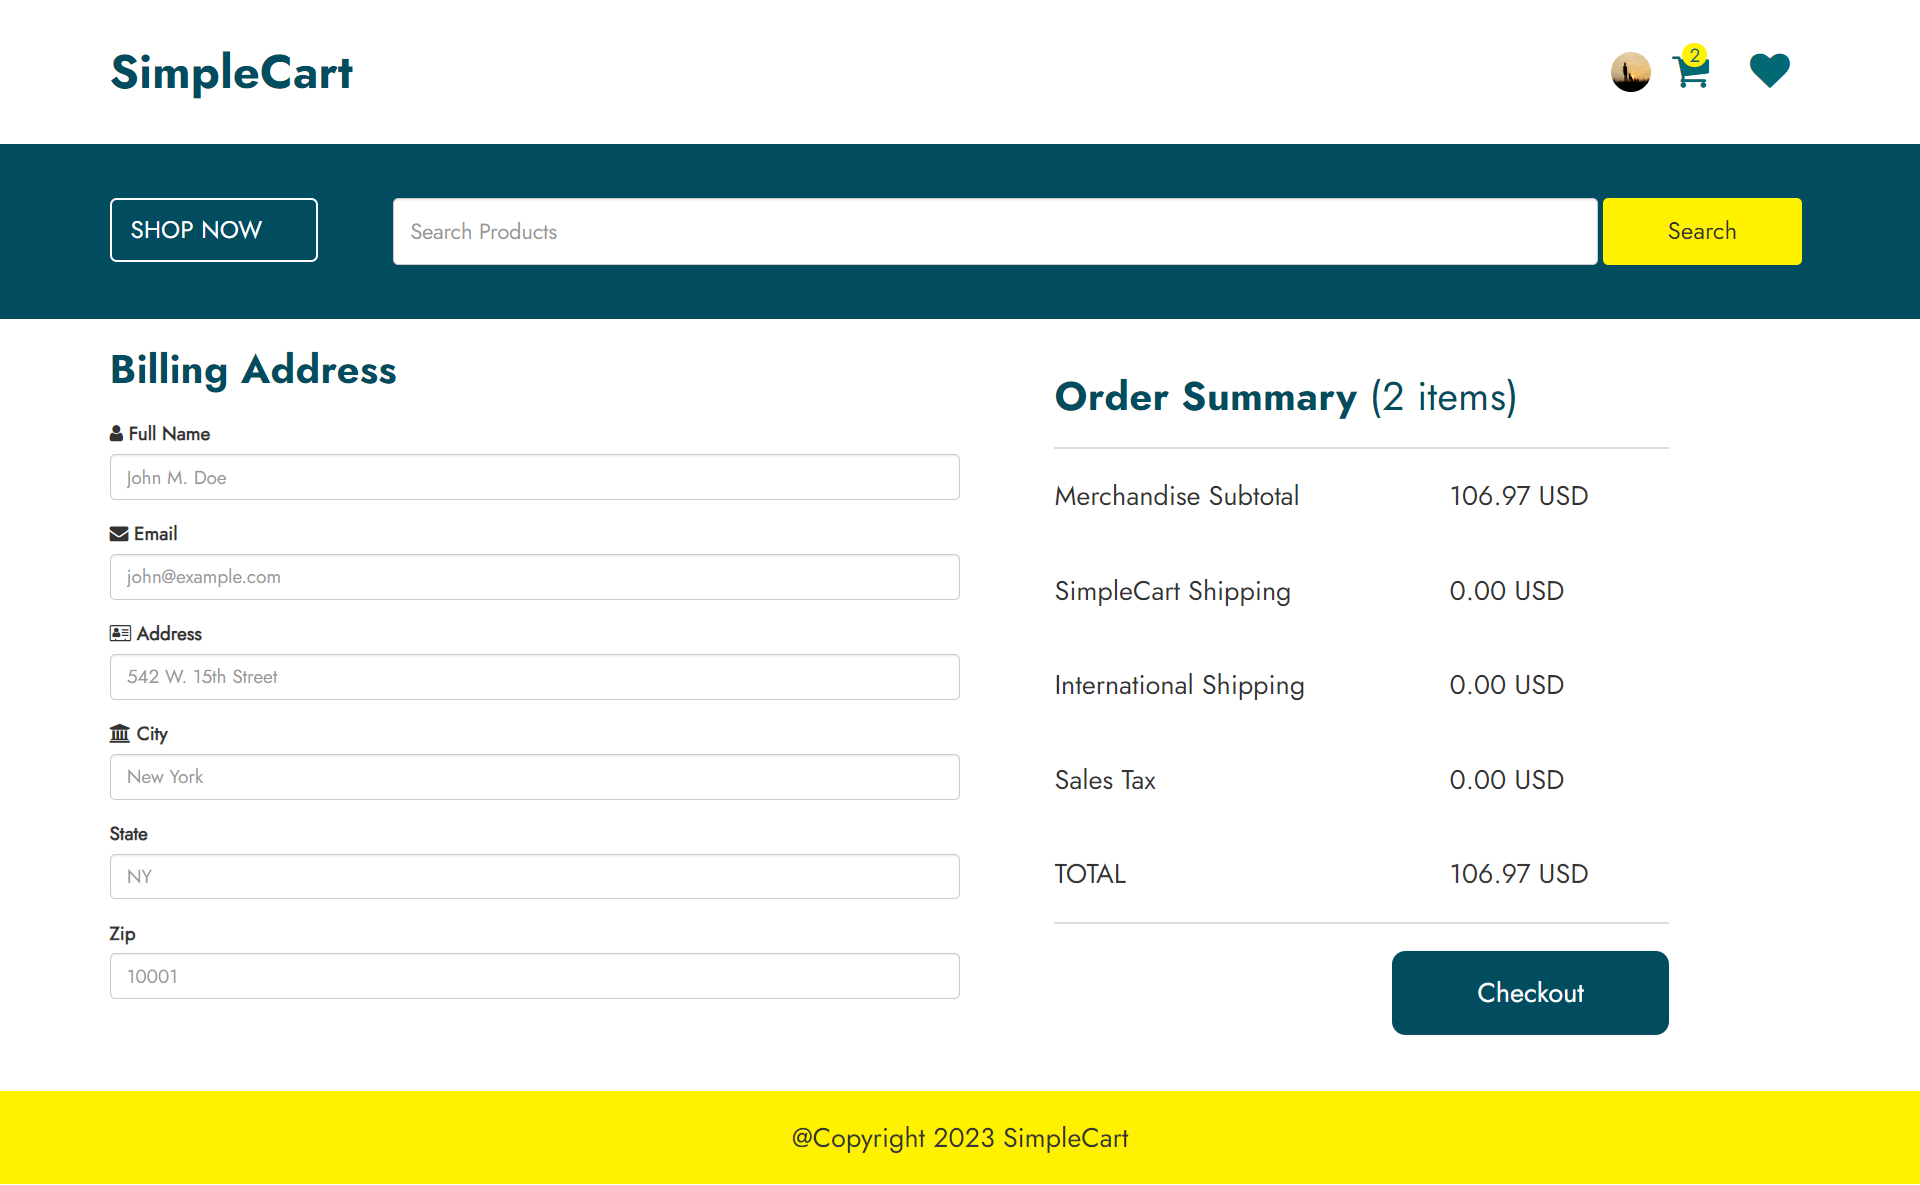 SimpleCart
2
SHOP NOW
Search Products
Search
Billing Address
Full Name
John M. Doe
Email
john@example.com
Address
542 W. 15th Street
City
New York
State
NY
Zip
10001
Order Summary (2 items)
Merchandise Subtotal 106.97 USD
SimpleCart Shipping 0.00 USD
International Shipping 0.00 USD
Sales Tax 0.00 USD
TOTAL 106.97 USD
Checkout
@Copyright 2023 SimpleCart